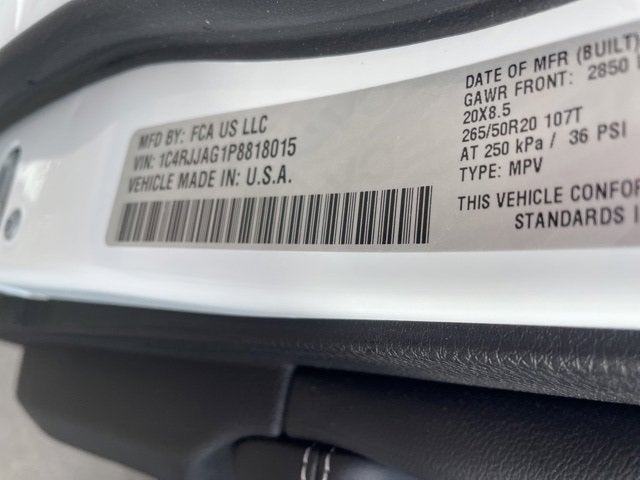 MFD BY: FCA US LLC
VIN: 1C4RJJAG1P8818015
VEHICLE MADE IN: U.S.A.
DATE OF MFR (BUILT)
GAWR FRONT: 2850
20X8.5
265/50R20 107T
AT 250 kPa / 36 PSI
TYPE: MPV
THIS VEHICLE CONFOR
STANDARDS I